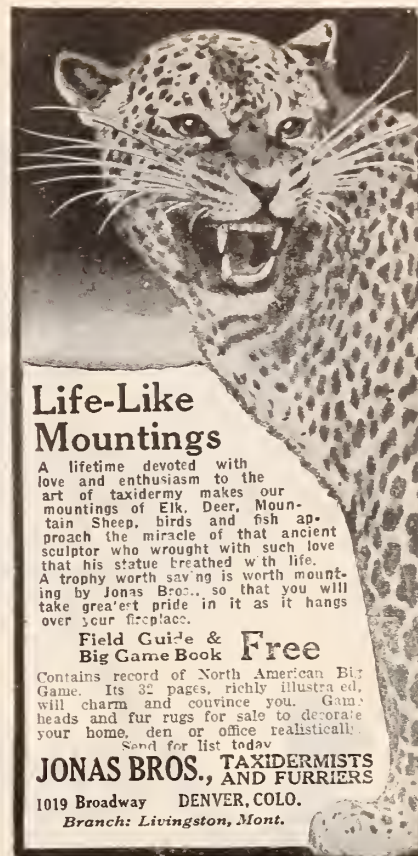 Life-Like
Mountings
A lifetime devoted with
love and enthusiasm to the
art of taxidermy makes our
mountings of Elk, Deer, Moun-
tain Sheep, birds and fish ap-
proach the miracle of that ancient
sculptor who wrought with such love
that his statue breathed with life.
A trophy worth saving is worth mount-
ing by Jonas Bros., so that you will
take greatest pride in it as it hangs
over your fireplace.
Field Guide &
Big Game Book Free
Contains record of North American Big
Game. Its 32 pages, richly illustrated,
will charm and convince you. Game
heads and fur rugs for sale to decorate
your home, den or office realistically.
Send for list today
JONAS BROS., TAXIDERMISTS
AND FURRIERS
1019 Broadway DENVER, COLO.
Branch: Livingston, Mont.